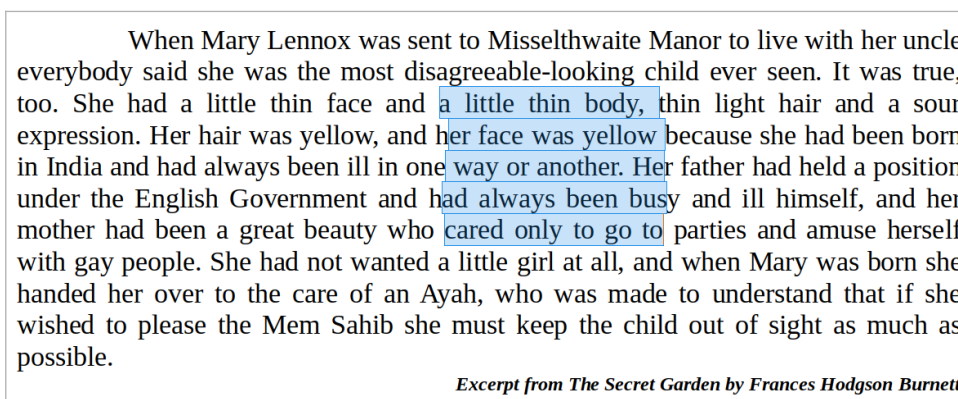 When Mary Lennox was sent to Misselthwaite Manor to live with her uncle
everybody said she was the most disagreeable-looking child ever seen. It was true,
too. She had a little thin face and a little thin body, thin light hair and a sour
expression. Her hair was yellow, and her face was yellow because she had been born
in India and had always been ill in one way or another. Her father had held a position
under the English Government and had always been busy and ill himself, and her
mother had been a great beauty who cared only to go to parties and amuse herself
with gay people. She had not wanted a little girl at all, and when Mary was born she
handed her over to the care of an Ayah, who was made to understand that if she
wished to please the Mem Sahib she must keep the child out of sight as much as
possible.
Excerpt from The Secret Garden by Frances Hodgson Burnett